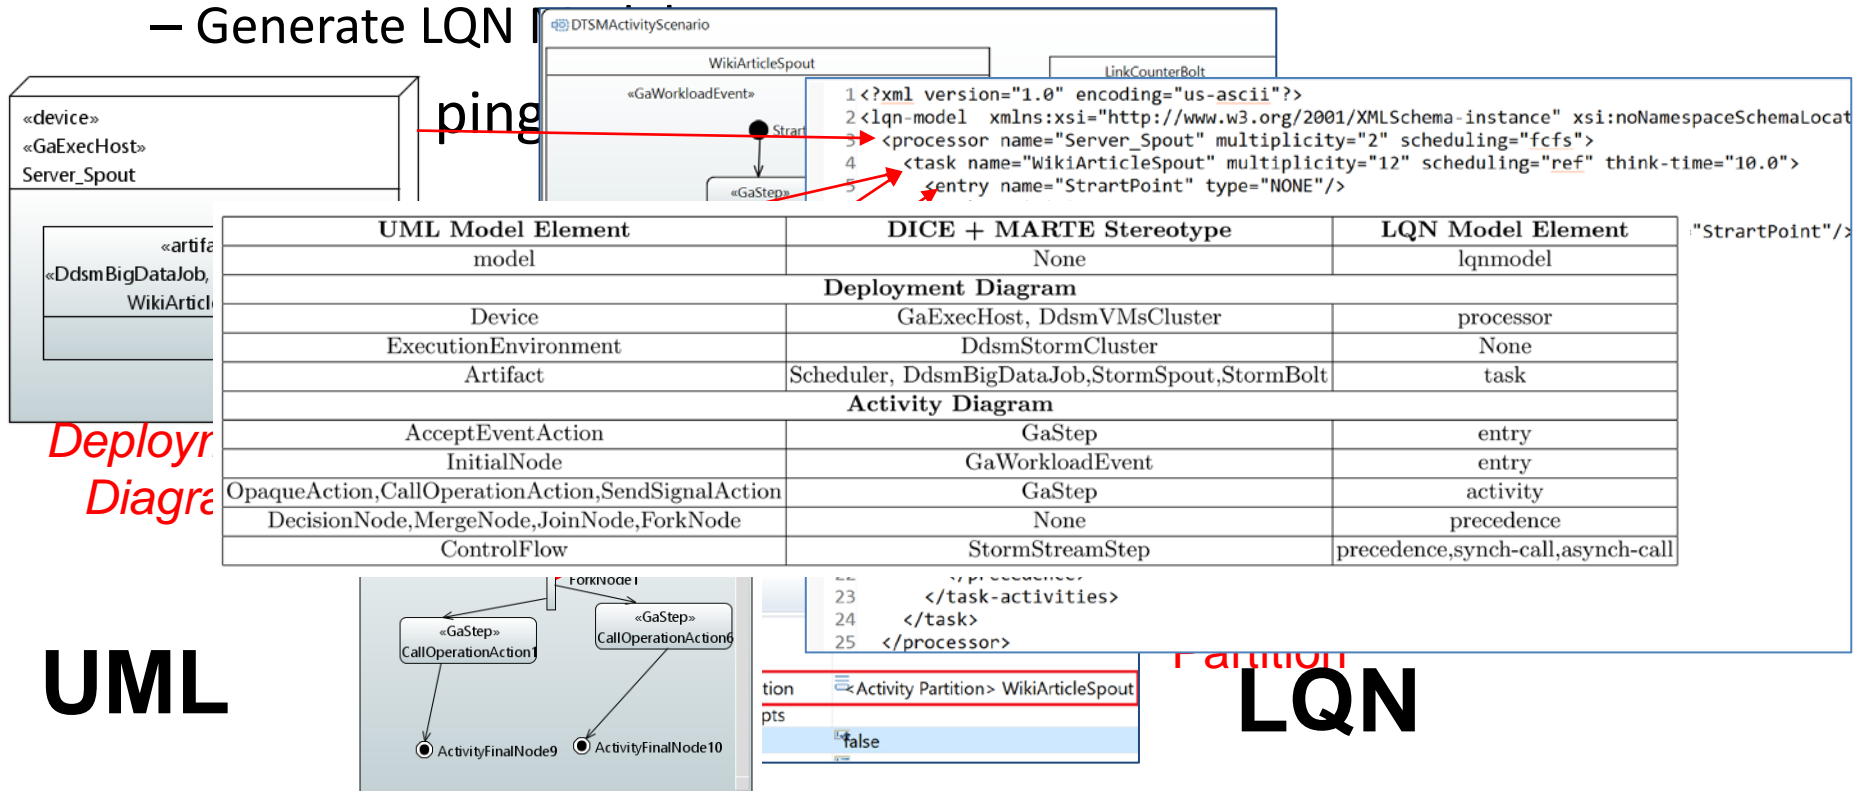 – Generate LQN
DTSMActivityScenario
WikiArticleSpout
LinkCounterBolt
«GaWorkloadEvent»
ping
Strart
«GaStep»
«device»
«GaExecHost»
Server_Spout
«artifa
«DdsmBigDataJob,
WikiArticl
1 <?xml version="1.0" encoding="us-ascii"?>
2 <lqn-model xmlns:xsi="http://www.w3.org/2001/XMLSchema-instance" xsi:noNamespaceSchemaLocat
3 <processor name="Server_Spout" multiplicity="2" scheduling="fcfs">
4 <task name="WikiArticleSpout" multiplicity="12" scheduling="ref" think-time="10.0">
5 <entry name="StrartPoint" type="NONE"/>
="StrartPoint"/>
UML Model Element DICE + MARTE Stereotype LQN Model Element
model None lqnmodel
Deployment Diagram
Device GaExecHost, DdsmVMsCluster processor
ExecutionEnvironment DdsmStormCluster None
Artifact Scheduler, DdsmBigDataJob,StormSpout,StormBolt task
Activity Diagram
AcceptEventAction GaStep entry
InitialNode GaWorkloadEvent entry
OpaqueAction,CallOperationAction,SendSignalAction GaStep activity
DecisionNode,MergeNode,JoinNode,ForkNode None precedence
ControlFlow StormStreamStep precedence,synch-call,asynch-call
Deployr
Diagra
ForkNode1
«GaStep»
CallOperationAction1
«GaStep»
CallOperationAction6
ActivityFinalNode9
ActivityFinalNode10
22 </precedence>
23 </task-activities>
24 </task>
25 </processor>
Partition
tion <Activity Partition> WikiArticleSpout
pts
false
UML
LQN